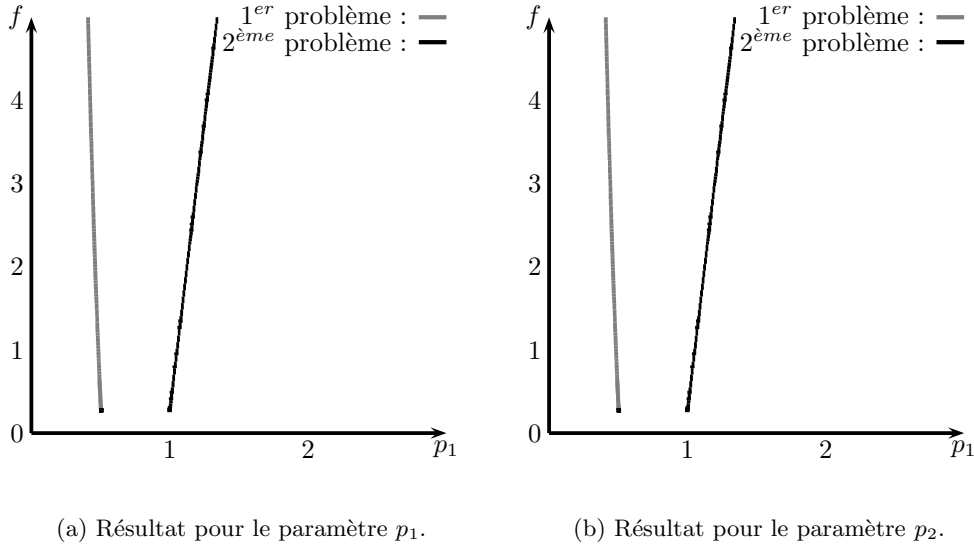 f
1er problème :
2ème problème :
4
3
2
1
0
1
2
p1
(a) Résultat pour le paramètre p1.
f
1er problème :
2ème problème :
4
3
2
1
0
1
2
p1
(b) Résultat pour le paramètre p2.